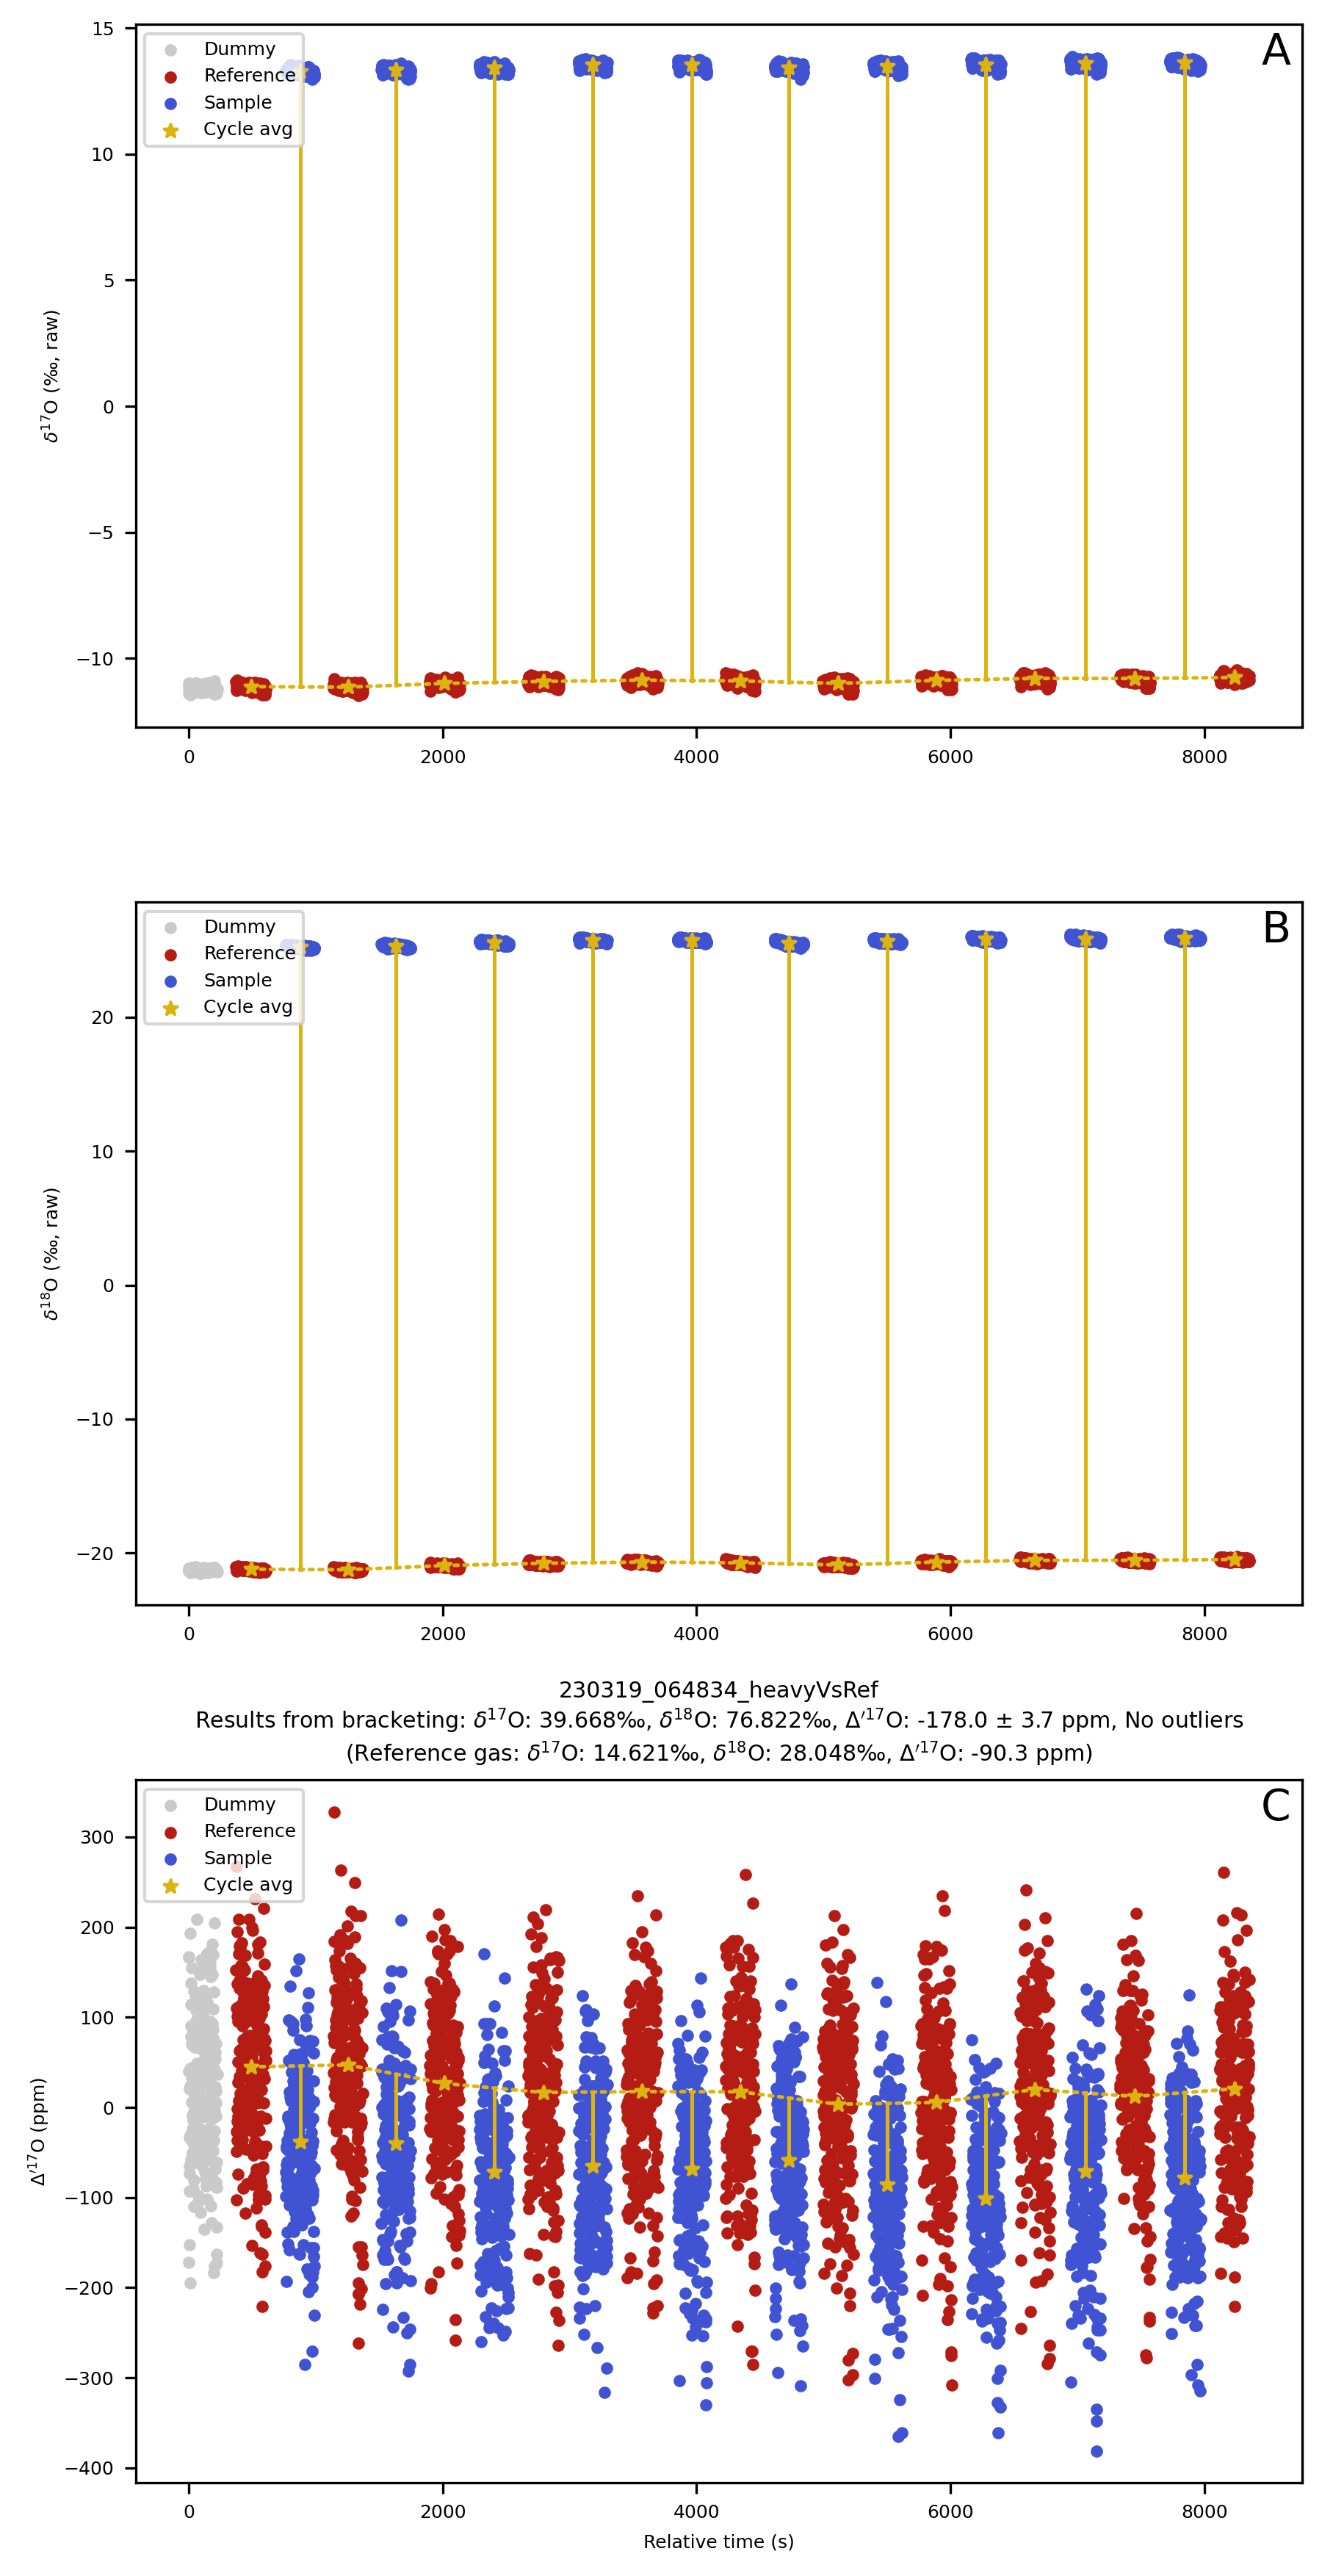 A
Dummy
Reference
Sample
Cycle avg
15
10
5
0
−5
−10
δ¹⁷O (‰, raw)
0 2000 4000 6000 8000
B
Dummy
Reference
Sample
Cycle avg
20
10
0
−10
−20
δ¹⁸O (‰, raw)
0 2000 4000 6000 8000
230319_064834_heavyVsRef
Results from bracketing: δ¹⁷O: 39.668‰, δ¹⁸O: 76.822‰, Δ′¹⁷O: -178.0 ± 3.7 ppm, No outliers
(Reference gas: δ¹⁷O: 14.621‰, δ¹⁸O: 28.048‰, Δ′¹⁷O: -90.3 ppm)
C
Dummy
Reference
Sample
Cycle avg
300
200
100
0
−100
−200
−300
−400
Δ′¹⁷O (ppm)
0 2000 4000 6000 8000
Relative time (s)